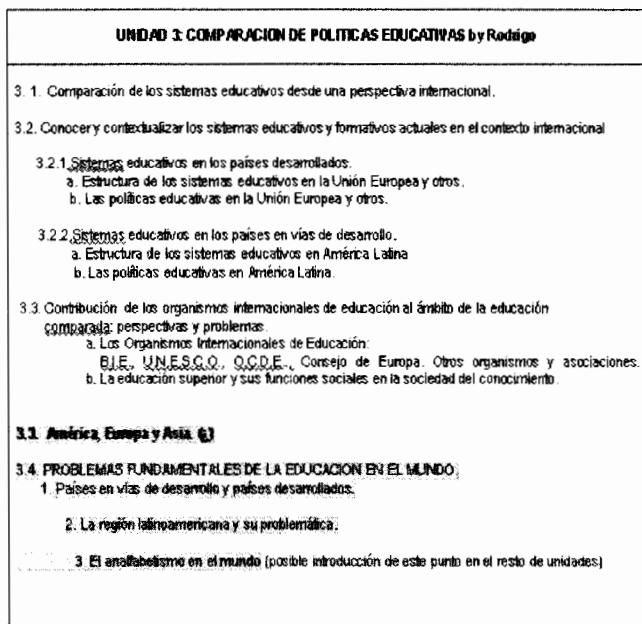 UNIDAD 3: COMPARACION DE POLITICAS EDUCATIVAS by Rodrigo
3. 1. Comparación de los sistemas educativos desde una perspectiva internacional.
3.2. Conocer y contextualizar los sistemas educativos y formativos actuales en el contexto internacional
3.2.1.Sistemas educativos en los países desarrollados.
a. Estructura de los sistemas educativos en la Unión Europea y otros.
b. Las políticas educativas en la Unión Europea y otros.
3.2.2.Sistemas educativos en los países en vías de desarrollo.
a. Estructura de los sistemas educativos en América Latina
b. Las políticas educativas en América Latina.
3.3. Contribución de los organismos internacionales de educación al ámbito de la educación
comparada: perspectivas y problemas.
a. Los Organismos Internacionales de Educación:
B.I.E., U.N.E.S.C.O., O.C.D.E., Consejo de Europa. Otros organismos y asociaciones.
b. La educación superior y sus funciones sociales en la sociedad del conocimiento.
3.3. América, Europa y Asia.
3.4. PROBLEMAS FUNDAMENTALES DE LA EDUCACION EN EL MUNDO.
1. Países en vías de desarrollo y países desarrollados.
2. La región latinoamericana y su problemática.
3. El analfabetismo en el mundo (posible introducción de este punto en el resto de unidades)